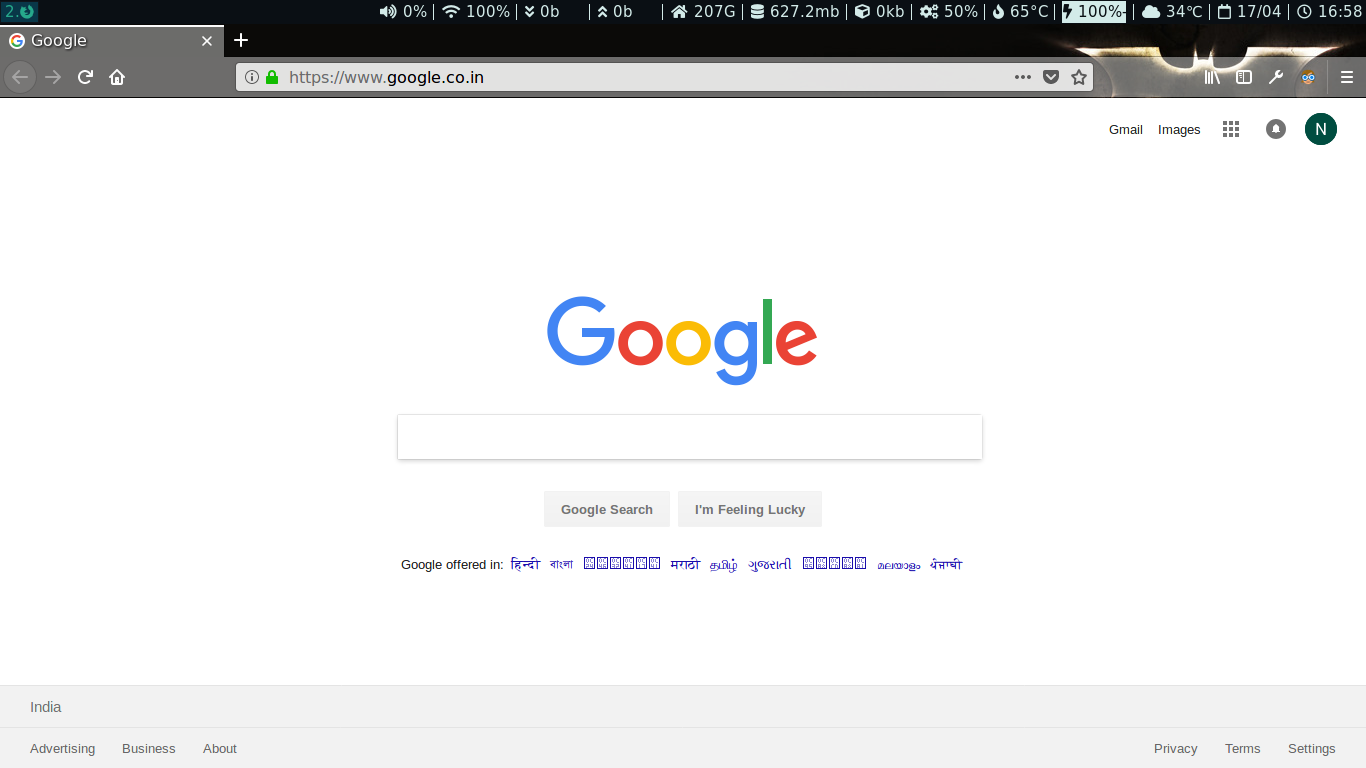 2. 0% 100% 0b 0b 207G 627.2mb 0kb 50% 65°C 100%- 34℃ 17/04 16:58
Google
https://www.google.co.in
Gmail Images N
Google
Google Search I'm Feeling Lucky
Google offered in: हिन्दी বাংলা मराठी தமிழ் ગુજરાતી മലയാളം ਪੰਜਾਬੀ
India
Advertising Business About Privacy Terms Settings